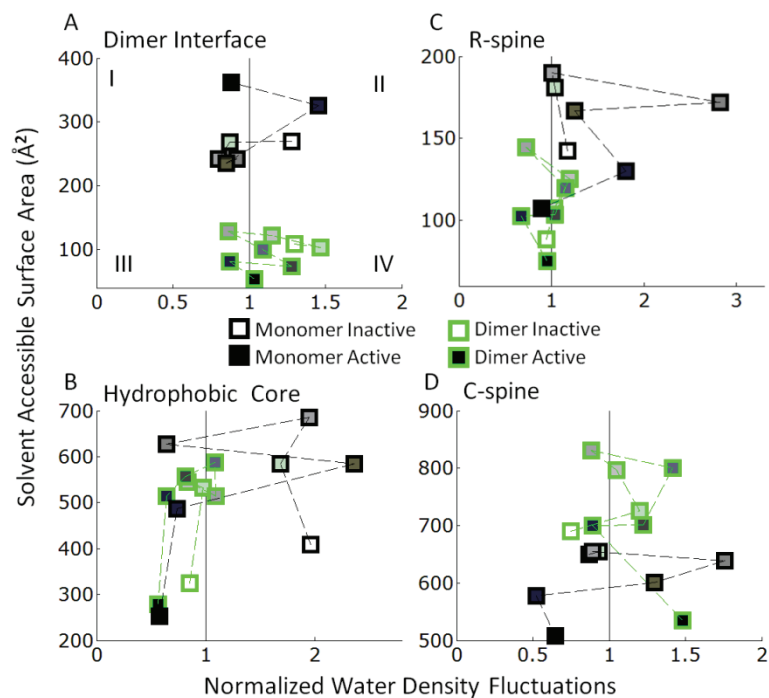 A
Dimer Interface
400
300
200
100
I
II
III
IV
0
0.5
1
1.5
2
C
R-spine
200
150
100
0
1
2
3
Solvent Accessible Surface Area (Å²)
Monomer Inactive
Monomer Active
Dimer Inactive
Dimer Active
B
Hydrophobic Core
700
600
500
400
300
200
0
1
2
D
C-spine
900
800
700
600
500
0
0.5
1
1.5
2
Normalized Water Density Fluctuations